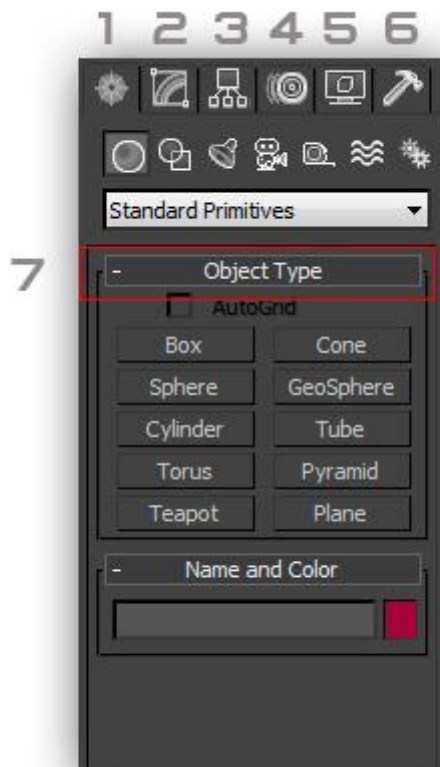 1 2 3 4 5 6
Standard Primitives
7
- Object Type
AutoGrid
Box Cone
Sphere GeoSphere
Cylinder Tube
Torus Pyramid
Teapot Plane
- Name and Color